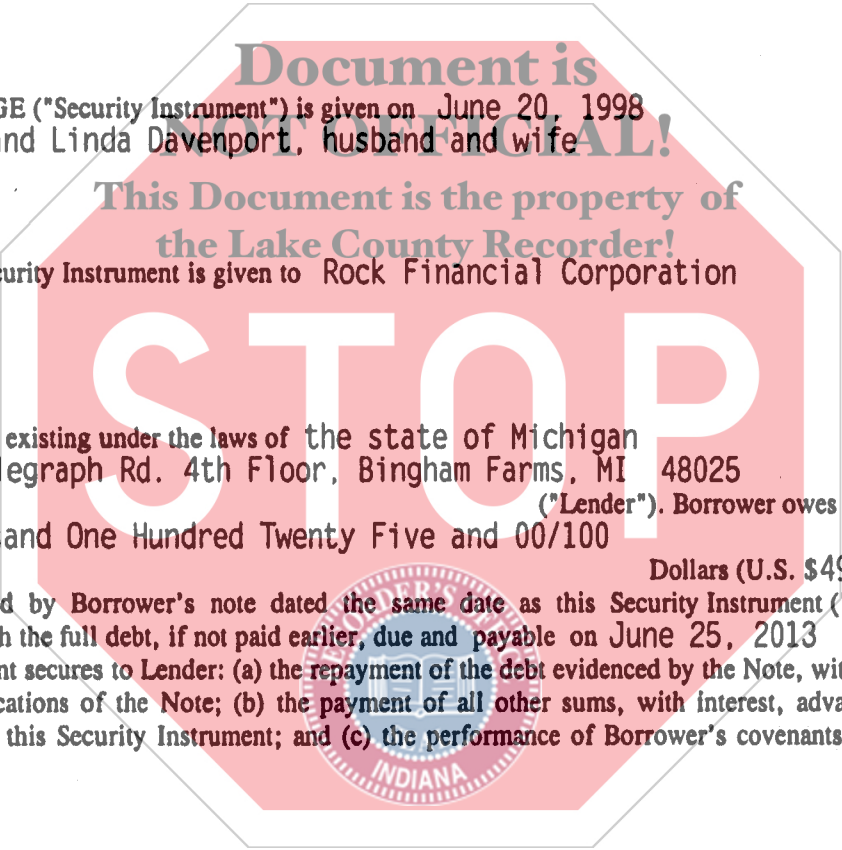 Document is
GE ("Security Instrument") is given on June 20, 1998
and Linda Davenport, husband and wife
NOT OFFICIAL!
This Document is the property of
the Lake County Recorder!
curity Instrument is given to Rock Financial Corporation
STOP
existing under the laws of the state of Michigan
legraph Rd. 4th Floor, Bingham Farms, MI 48025
("Lender"). Borrower owes
and One Hundred Twenty Five and 00/100
Dollars (U.S. $49
d by Borrower's note dated the same date as this Security Instrument (
h the full debt, if not paid earlier, due and payable on June 25, 2013
nt secures to Lender: (a) the repayment of the debt evidenced by the Note, wit
cations of the Note; (b) the payment of all other sums, with interest, adva
this Security Instrument; and (c) the performance of Borrower's covenants
RECORDER'S OFFICE
INDIANA